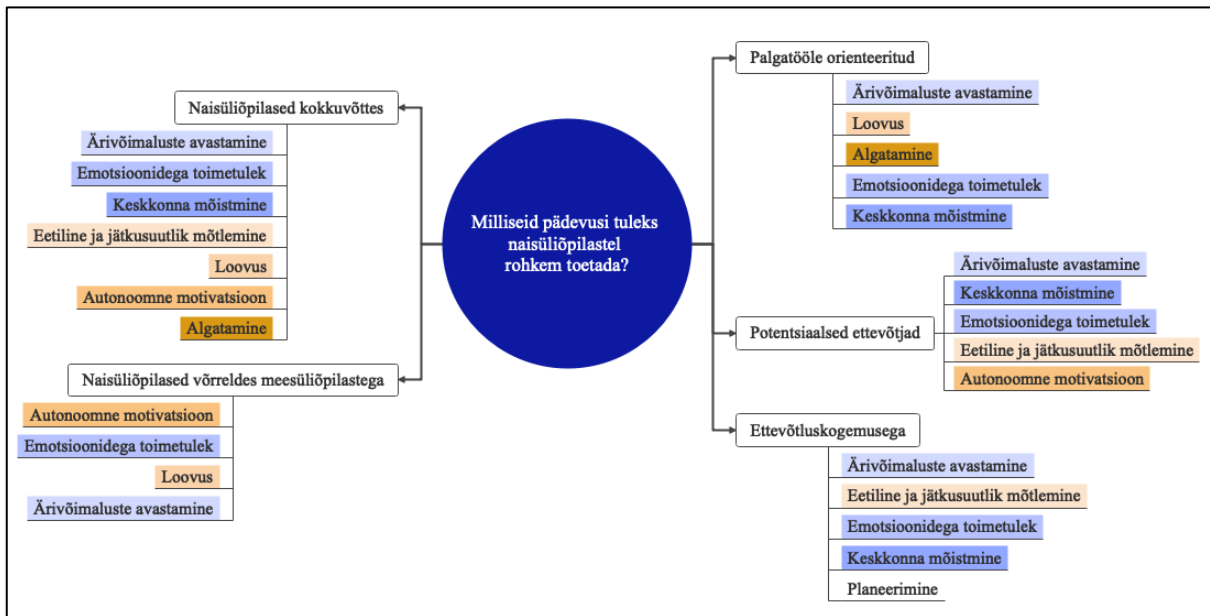 Milliseid pädevusi tuleks
naisüliõpilastel
rohkem toetada?
Naisüliõpilased kokkuvõttes
Ärivõimaluste avastamine
Emotsioonidega toimetulek
Keskkonna mõistmine
Eetiline ja jätkusuutlik mõtlemine
Loovus
Autonoomne motivatsioon
Algatamine
Naisüliõpilased võrreldes meesüliõpilastega
Autonoomne motivatsioon
Emotsioonidega toimetulek
Loovus
Ärivõimaluste avastamine
Palgatööle orienteeritud
Ärivõimaluste avastamine
Loovus
Algatamine
Emotsioonidega toimetulek
Keskkonna mõistmine
Potentsiaalsed ettevõtjad
Ärivõimaluste avastamine
Keskkonna mõistmine
Emotsioonidega toimetulek
Eetiline ja jätkusuutlik mõtlemine
Autonoomne motivatsioon
Ettevõtluskogemusega
Ärivõimaluste avastamine
Eetiline ja jätkusuutlik mõtlemine
Emotsioonidega toimetulek
Keskkonna mõistmine
Planeerimine